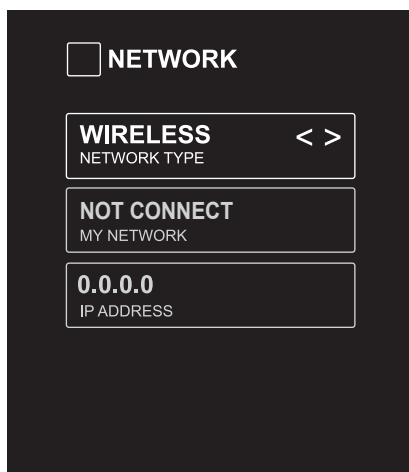 NETWORK
WIRELESS < >
NETWORK TYPE
NOT CONNECT
MY NETWORK
0.0.0.0
IP ADDRESS